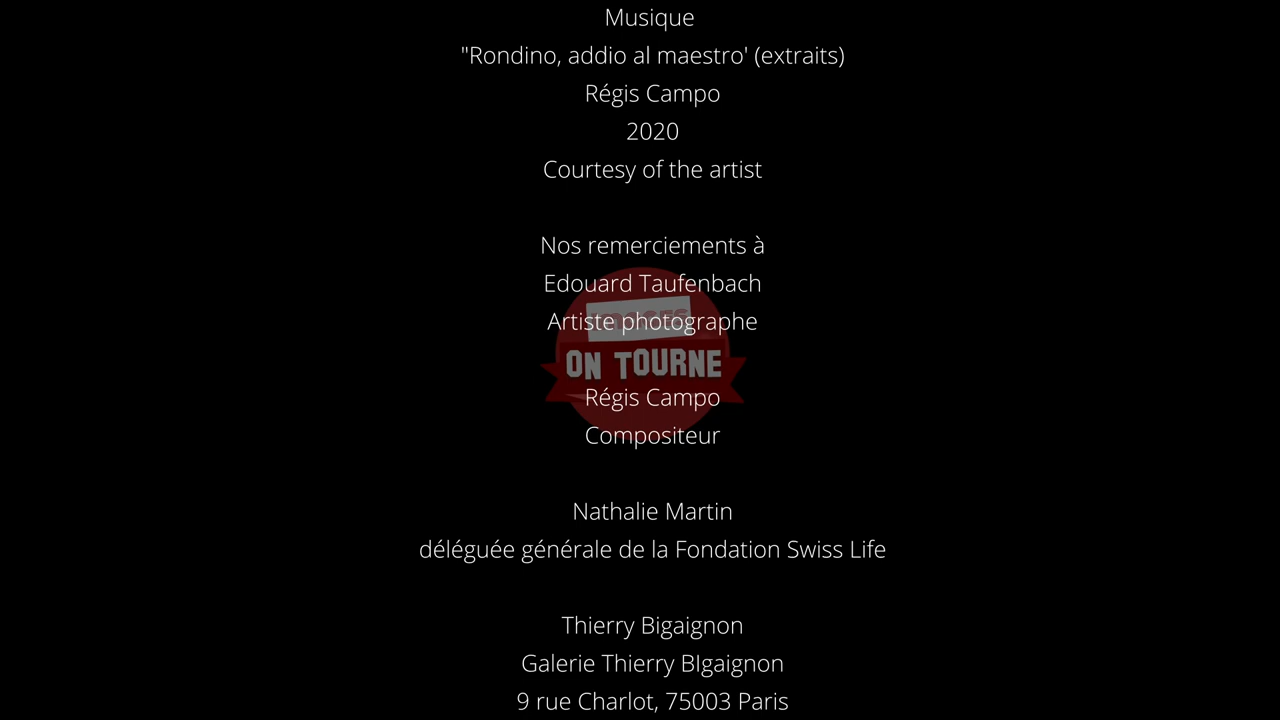 Musique
"Rondino, addio al maestro' (extraits)
Régis Campo
2020
Courtesy of the artist
Nos remerciements à
Edouard Taufenbach
Artiste photographe
IMAGES
ON TOURNE
Régis Campo
Compositeur
Nathalie Martin
déléguée générale de la Fondation Swiss Life
Thierry Bigaignon
Galerie Thierry BIgaignon
9 rue Charlot, 75003 Paris